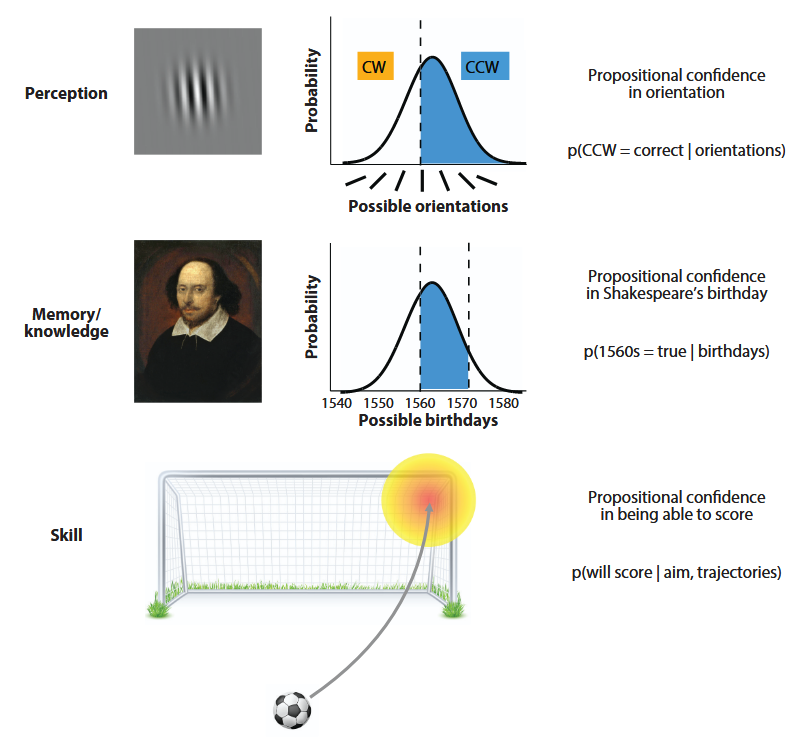 Perception
Probability
CW
CCW
Possible orientations
Propositional confidence
in orientation
p(CCW = correct | orientations)
Memory/
knowledge
Probability
1540 1550 1560 1570 1580
Possible birthdays
Propositional confidence
in Shakespeare's birthday
p(1560s = true | birthdays)
Skill
Propositional confidence
in being able to score
p(will score | aim, trajectories)